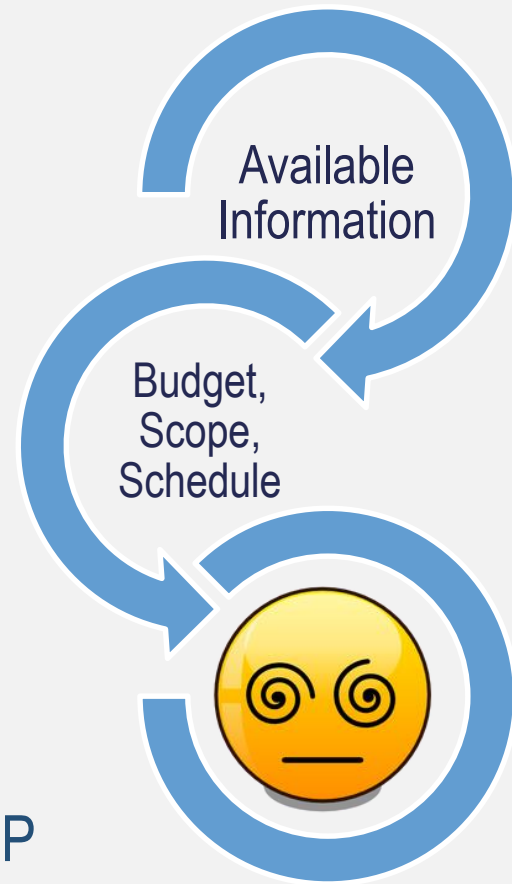 Available
Information
Budget,
Scope,
Schedule
P